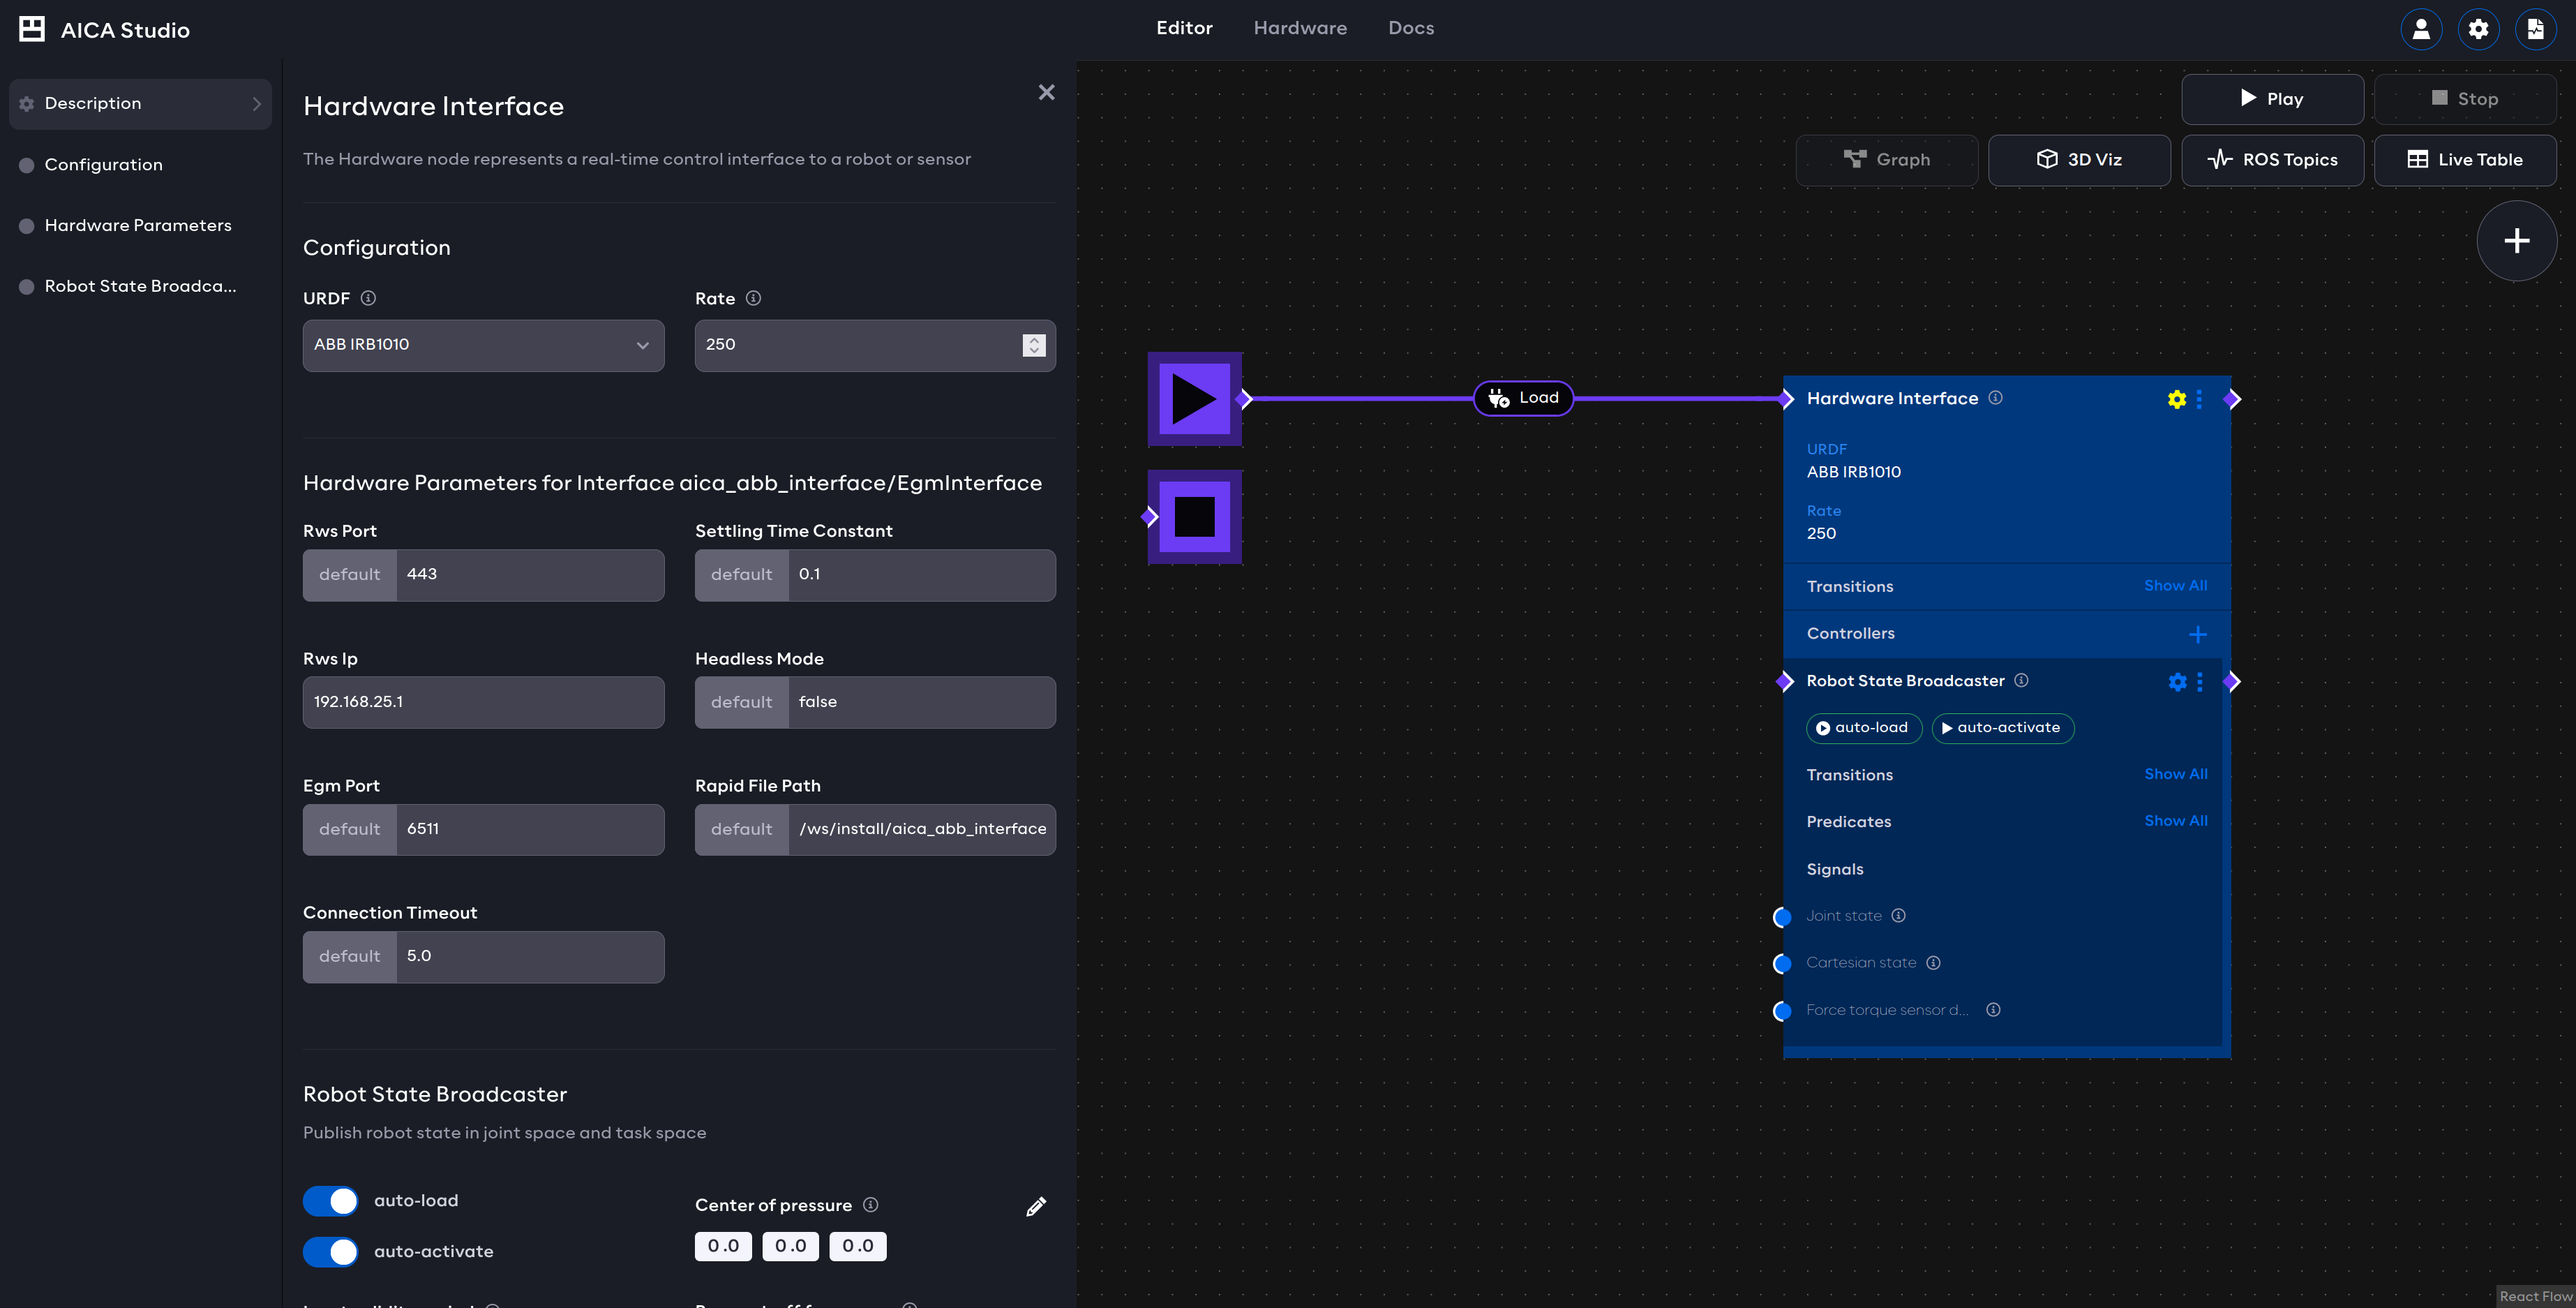 AICA Studio
Editor
Hardware
Docs
Description
Configuration
Hardware Parameters
Robot State Broadca...
Hardware Interface
The Hardware node represents a real-time control interface to a robot or sensor
Configuration
URDF
Rate
ABB IRB1010
250
Hardware Parameters for Interface aica_abb_interface/EgmInterface
Rws Port
Settling Time Constant
default 443
default 0.1
Rws Ip
Headless Mode
192.168.25.1
default false
Egm Port
Rapid File Path
default 6511
default /ws/install/aica_abb_interface
Connection Timeout
default 5.0
Robot State Broadcaster
Publish robot state in joint space and task space
auto-load
Center of pressure
auto-activate
0.0 0.0 0.0
Play
Stop
Graph
3D Viz
ROS Topics
Live Table
Load
Hardware Interface
URDF
ABB IRB1010
Rate
250
Transitions
Show All
Controllers
Robot State Broadcaster
auto-load
auto-activate
Transitions
Show All
Predicates
Show All
Signals
Joint state
Cartesian state
Force torque sensor d...
React Flow